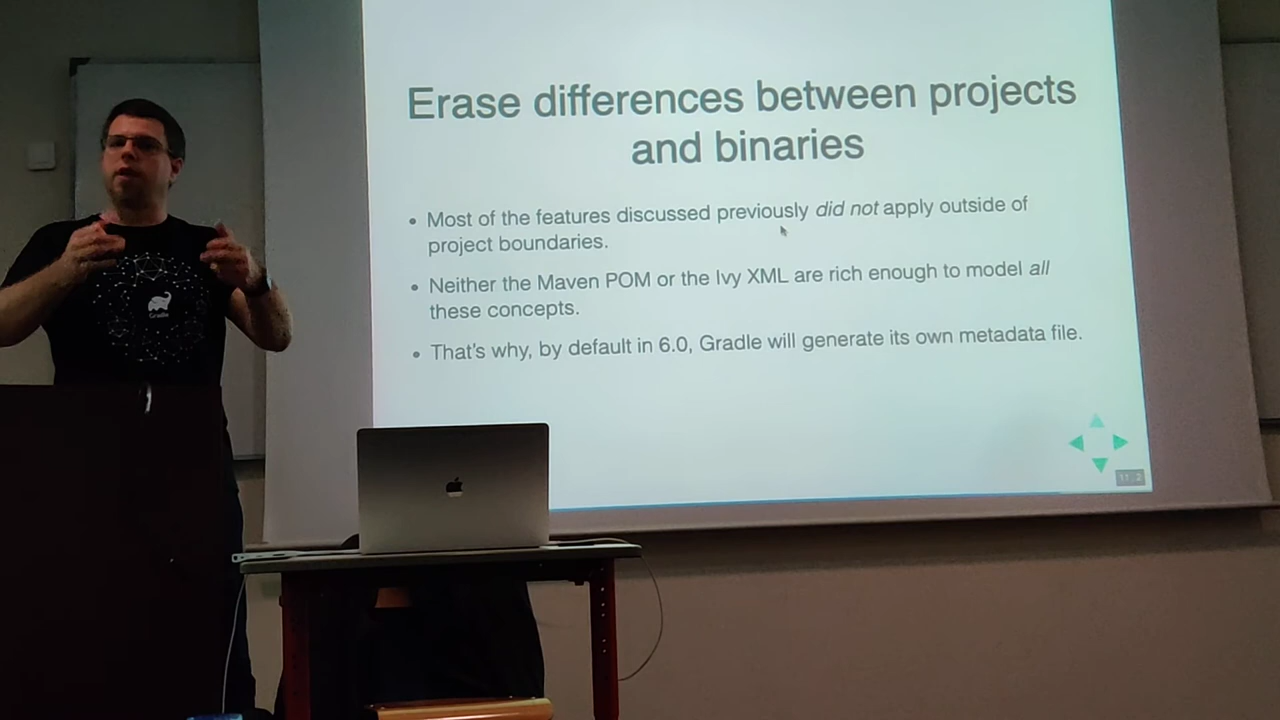 Erase differences between projects
and binaries
• Most of the features discussed previously did not apply outside of
project boundaries.
• Neither the Maven POM or the Ivy XML are rich enough to model all
these concepts.
• That's why, by default in 6.0, Gradle will generate its own metadata file.
11.2
Gradle